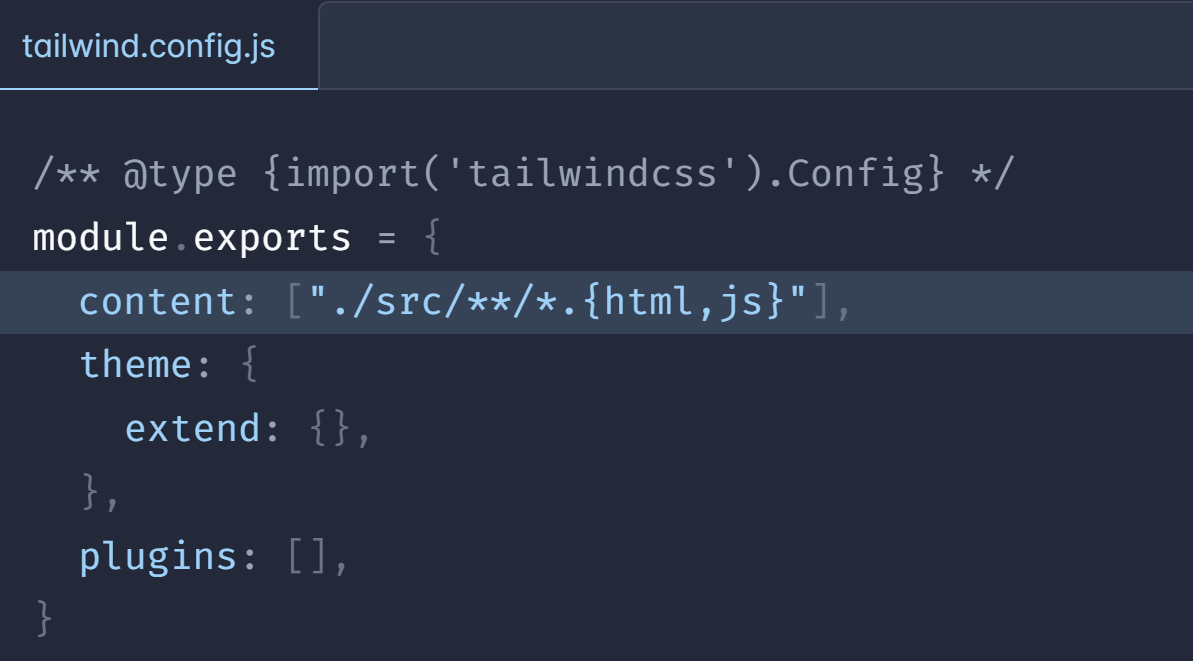 tailwind.config.js
/** @type {import('tailwindcss').Config} */
module.exports = {
  content: ["./src/**/*.{html,js}"],
  theme: {
    extend: {},
  },
  plugins: [],
}